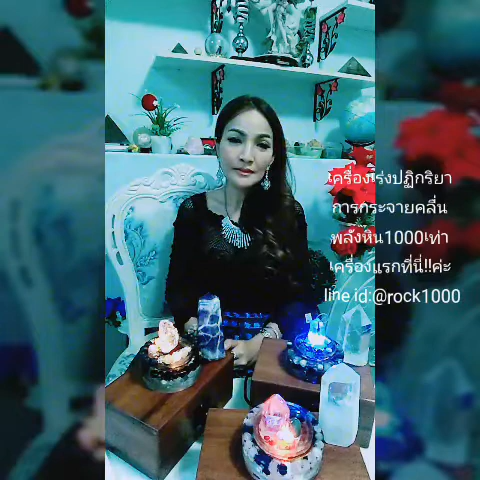 เครื่องเร่งปฏิกริยา
การกระจายคลื่น
พลังหิน1000เท่า
เครื่องแรกที่นี่!!ค่ะ
line id:@rock1000